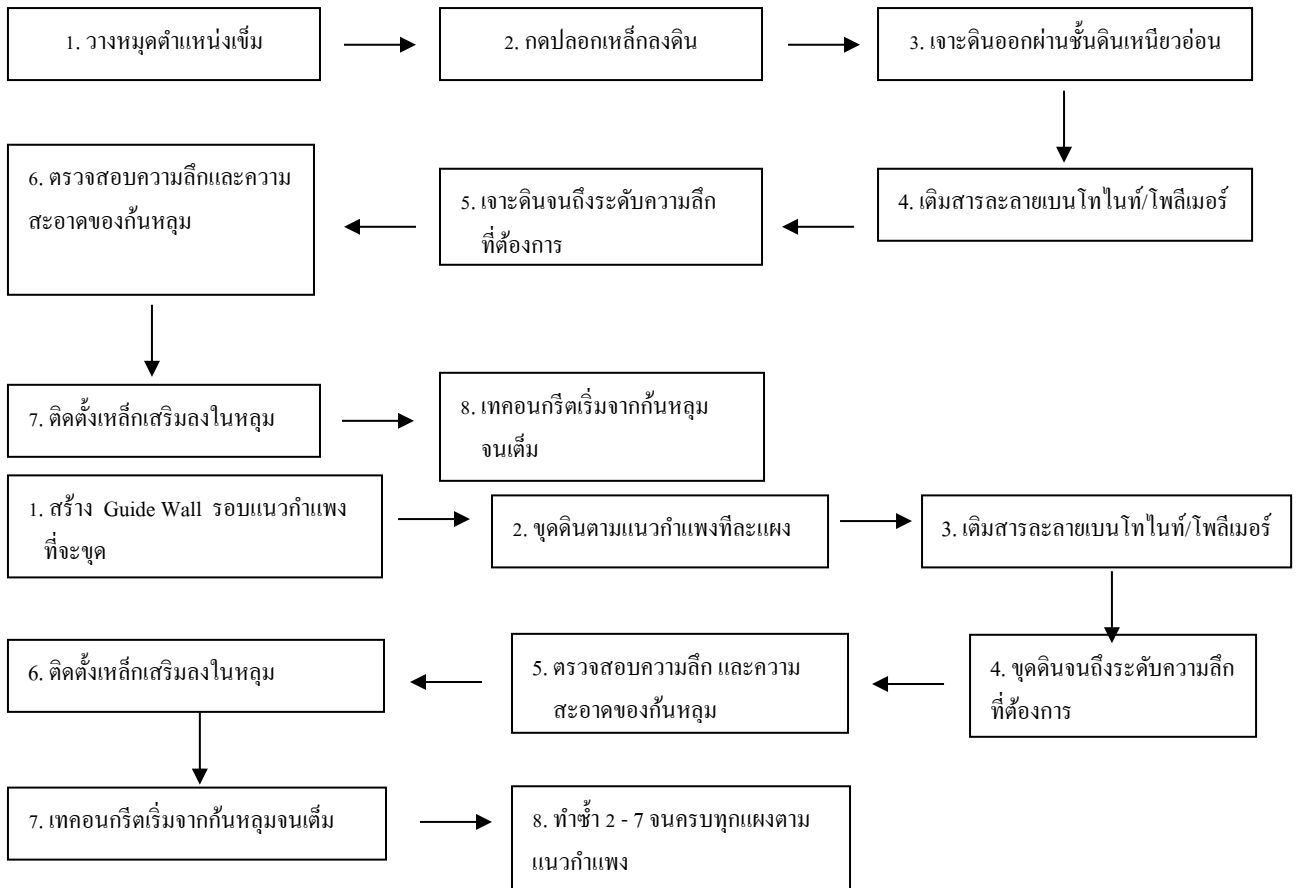 1. วางหมุดตำแหน่งเข็ม
2. กดปลอกเหล็กลงดิน
3. เจาะดินออกผ่านชั้นดินเหนียวอ่อน
4. เติมสารละลายเบนโทไนท์/โพลีเมอร์
5. เจาะดินจนถึงระดับความลึก
ที่ต้องการ
6. ตรวจสอบความลึกและความ
สะอาดของก้นหลุม
7. ติดตั้งเหล็กเสริมลงในหลุม
8. เทคอนกรีตเริ่มจากก้นหลุม
จนเต็ม
1. สร้าง Guide Wall รอบแนวกำแพง
ที่จะขุด
2. ขุดดินตามแนวกำแพงทีละแผง
3. เติมสารละลายเบนโทไนท์/โพลีเมอร์
4. ขุดดินจนถึงระดับความลึก
ที่ต้องการ
5. ตรวจสอบความลึก และความ
สะอาดของก้นหลุม
6. ติดตั้งเหล็กเสริมลงในหลุม
7. เทคอนกรีตเริ่มจากก้นหลุมจนเต็ม
8. ทำซ้ำ 2 - 7 จนครบทุกแผงตาม
แนวกำแพง